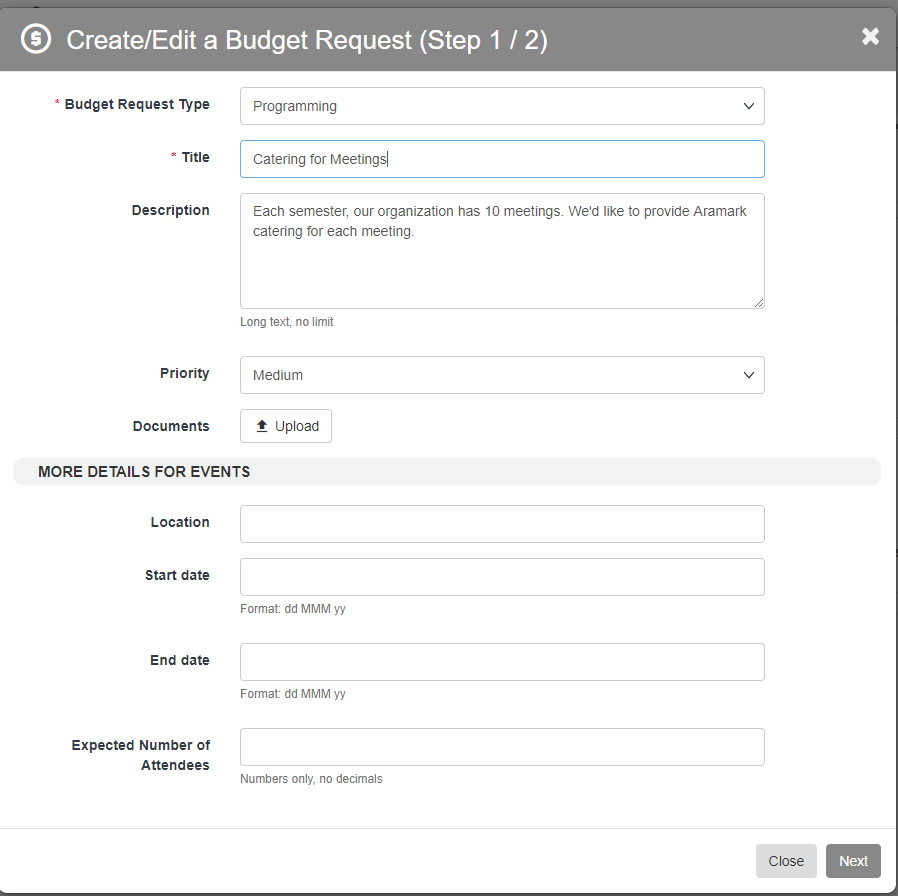 Create/Edit a Budget Request (Step 1 / 2)
* Budget Request Type
Programming
* Title
Catering for Meetings
Description
Each semester, our organization has 10 meetings. We'd like to provide Aramark
catering for each meeting.
Long text, no limit
Priority
Medium
Documents
Upload
MORE DETAILS FOR EVENTS
Location
Start date
Format: dd MMM yy
End date
Format: dd MMM yy
Expected Number of
Attendees
Numbers only, no decimals
Close
Next